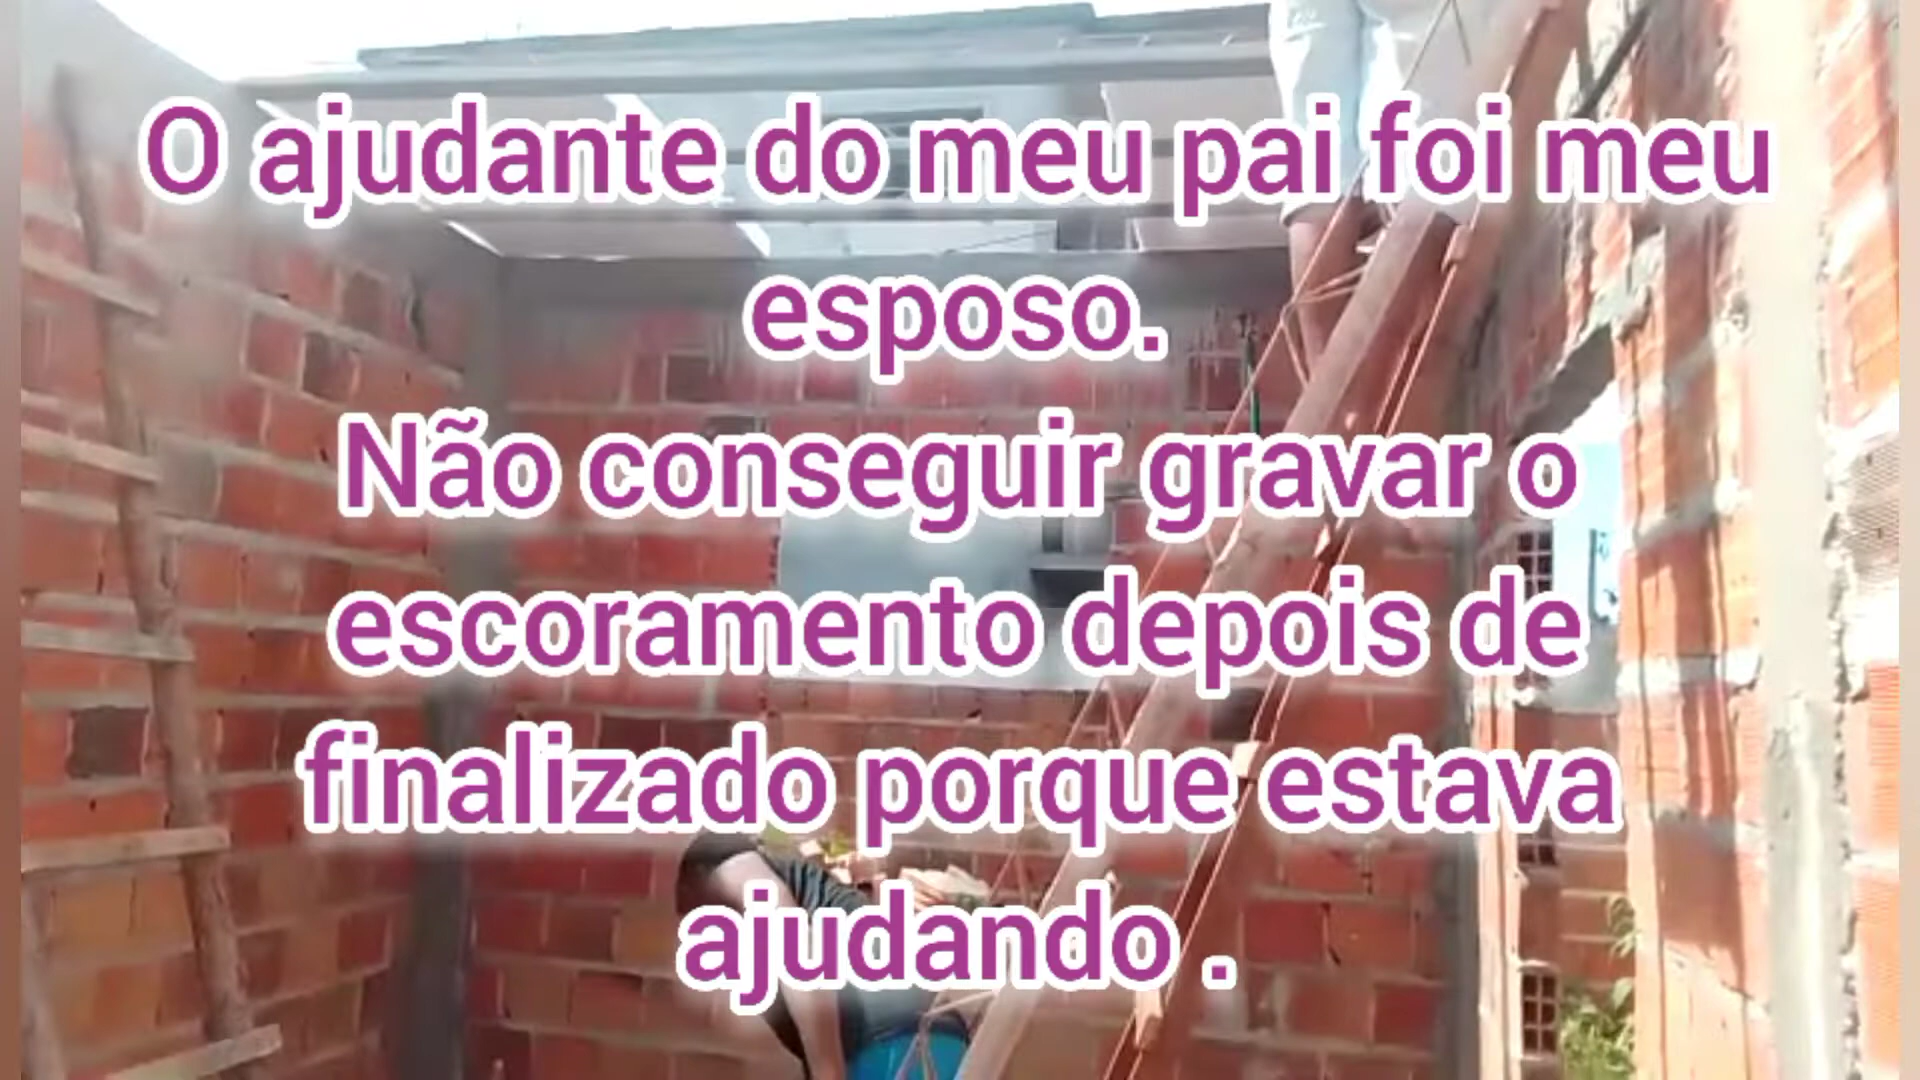 O ajudante do meu pai foi meu
esposo.
Não conseguir gravar o
escoramento depois de
finalizado porque estava
ajudando .